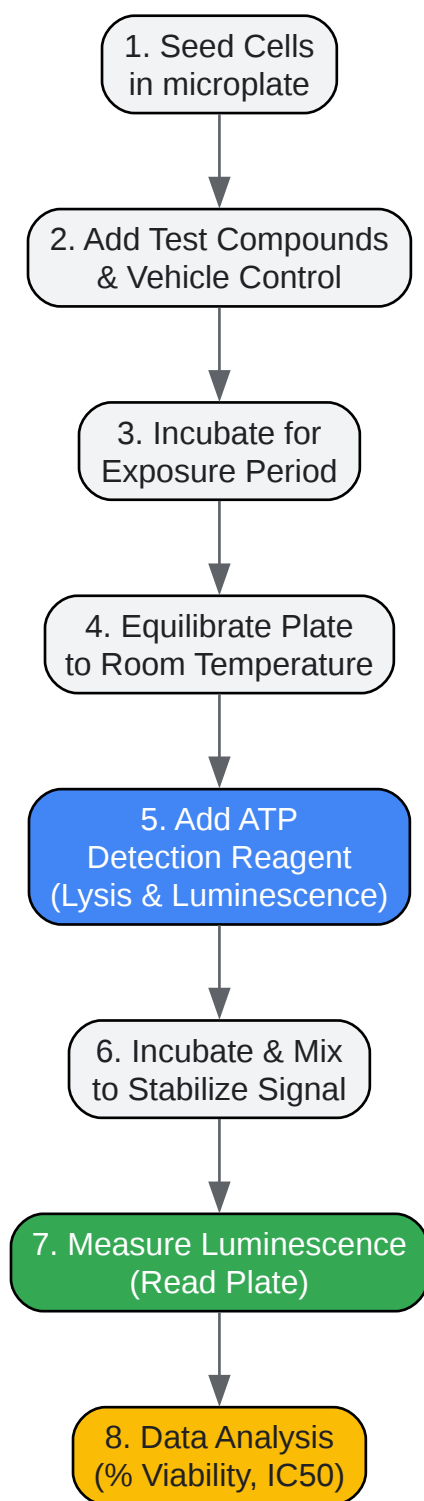 1. Seed Cells
in microplate
2. Add Test Compounds
& Vehicle Control
3. Incubate for
Exposure Period
4. Equilibrate Plate
to Room Temperature
5. Add ATP
Detection Reagent
(Lysis & Luminescence)
6. Incubate & Mix
to Stabilize Signal
7. Measure Luminescence
(Read Plate)
8. Data Analysis
(% Viability, IC50)